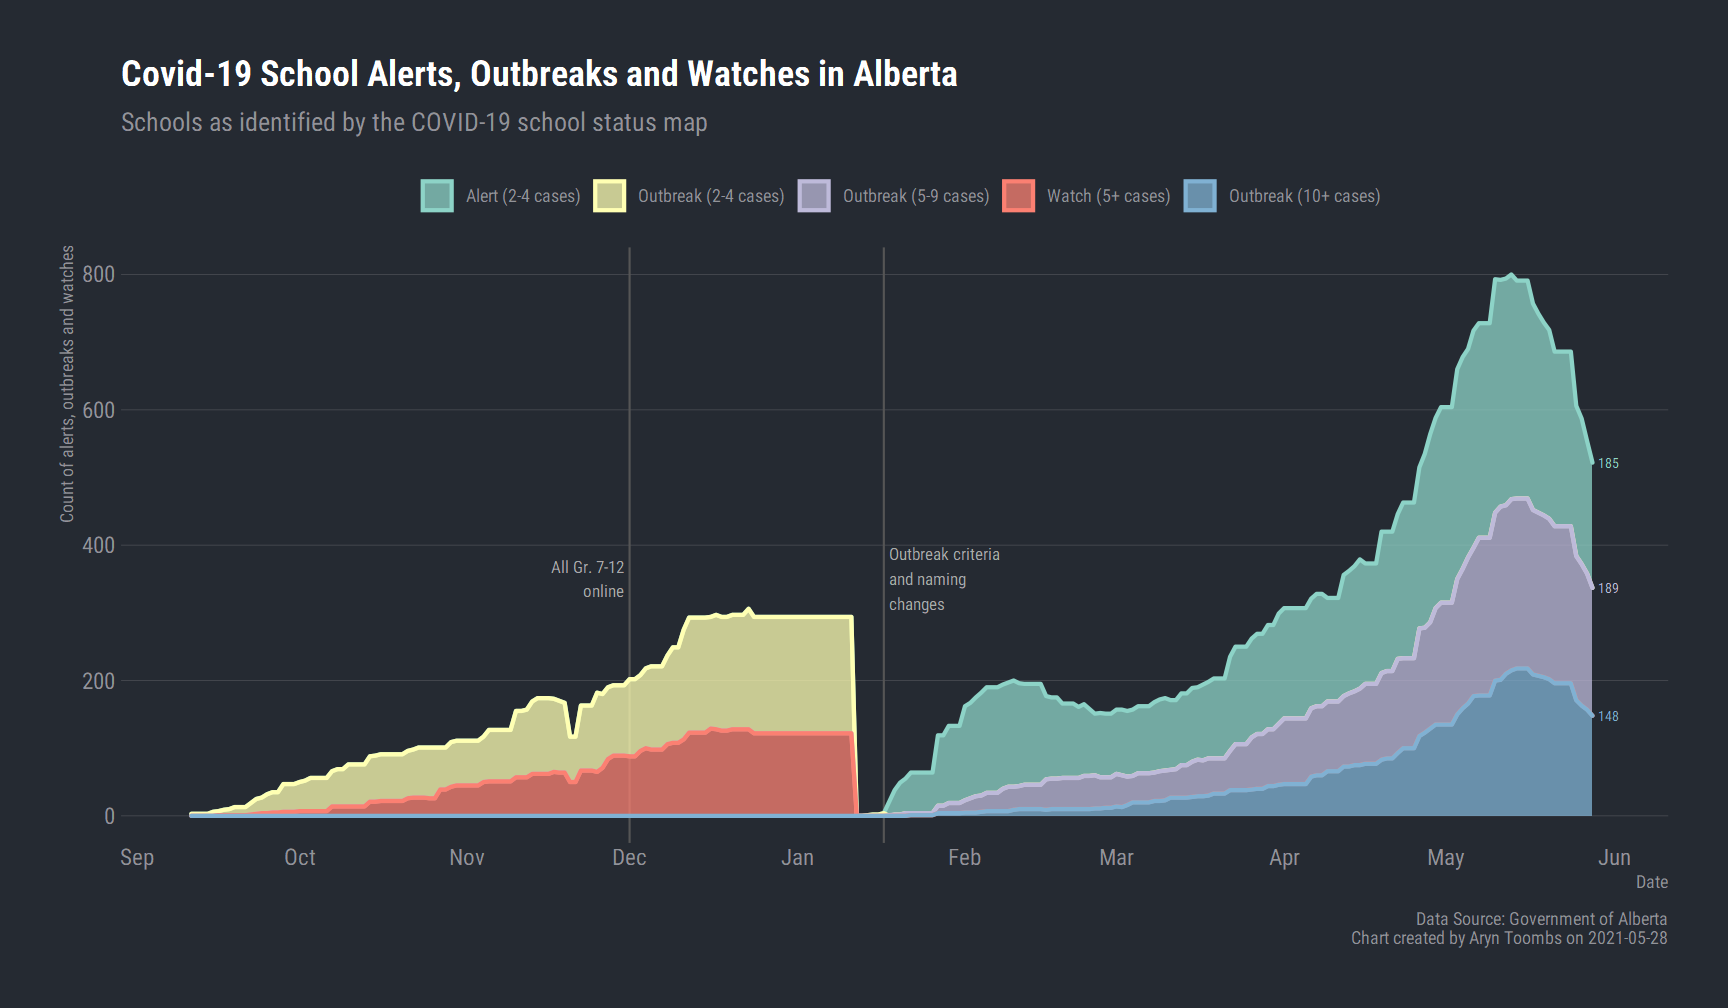 Covid-19 School Alerts, Outbreaks and Watches in Alberta
Schools as identified by the COVID-19 school status map
Alert (2-4 cases)
Outbreak (2-4 cases)
Outbreak (5-9 cases)
Watch (5+ cases)
Outbreak (10+ cases)
Count of alerts, outbreaks and watches
800
600
400
200
0
All Gr. 7-12
online
Outbreak criteria
and naming
changes
185
189
148
Sep
Oct
Nov
Dec
Jan
Feb
Mar
Apr
May
Jun
Date
Data Source: Government of Alberta
Chart created by Aryn Toombs on 2021-05-28